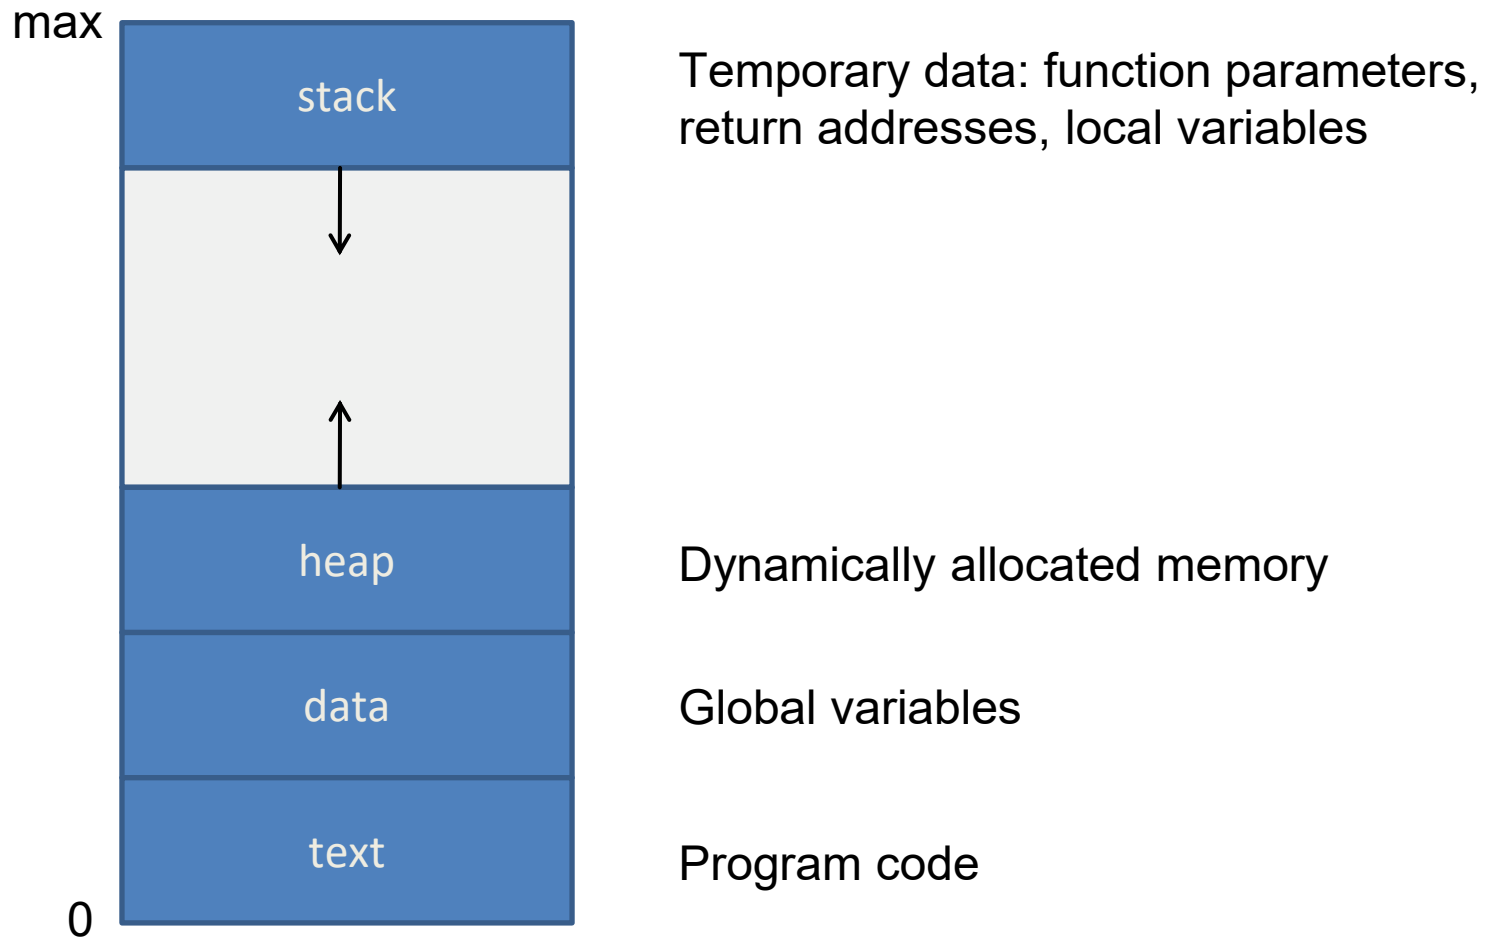 max
stack
Temporary data: function parameters,
return addresses, local variables
heap
Dynamically allocated memory
data
Global variables
text
Program code
0